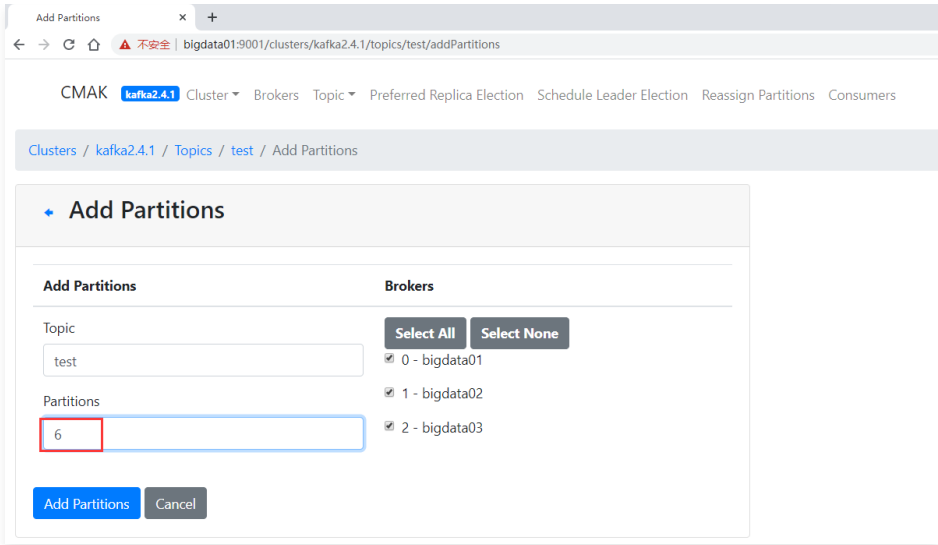 Add Partitions × +
不安全 | bigdata01:9001/clusters/kafka2.4.1/topics/test/addPartitions
CMAK kafka2.4.1 Cluster Brokers Topic Preferred Replica Election Schedule Leader Election Reassign Partitions Consumers
Clusters / kafka2.4.1 / Topics / test / Add Partitions
Add Partitions
Add Partitions Brokers
Topic
Select All Select None
test
0 - bigdata01
Partitions
1 - bigdata02
6
2 - bigdata03
Add Partitions Cancel